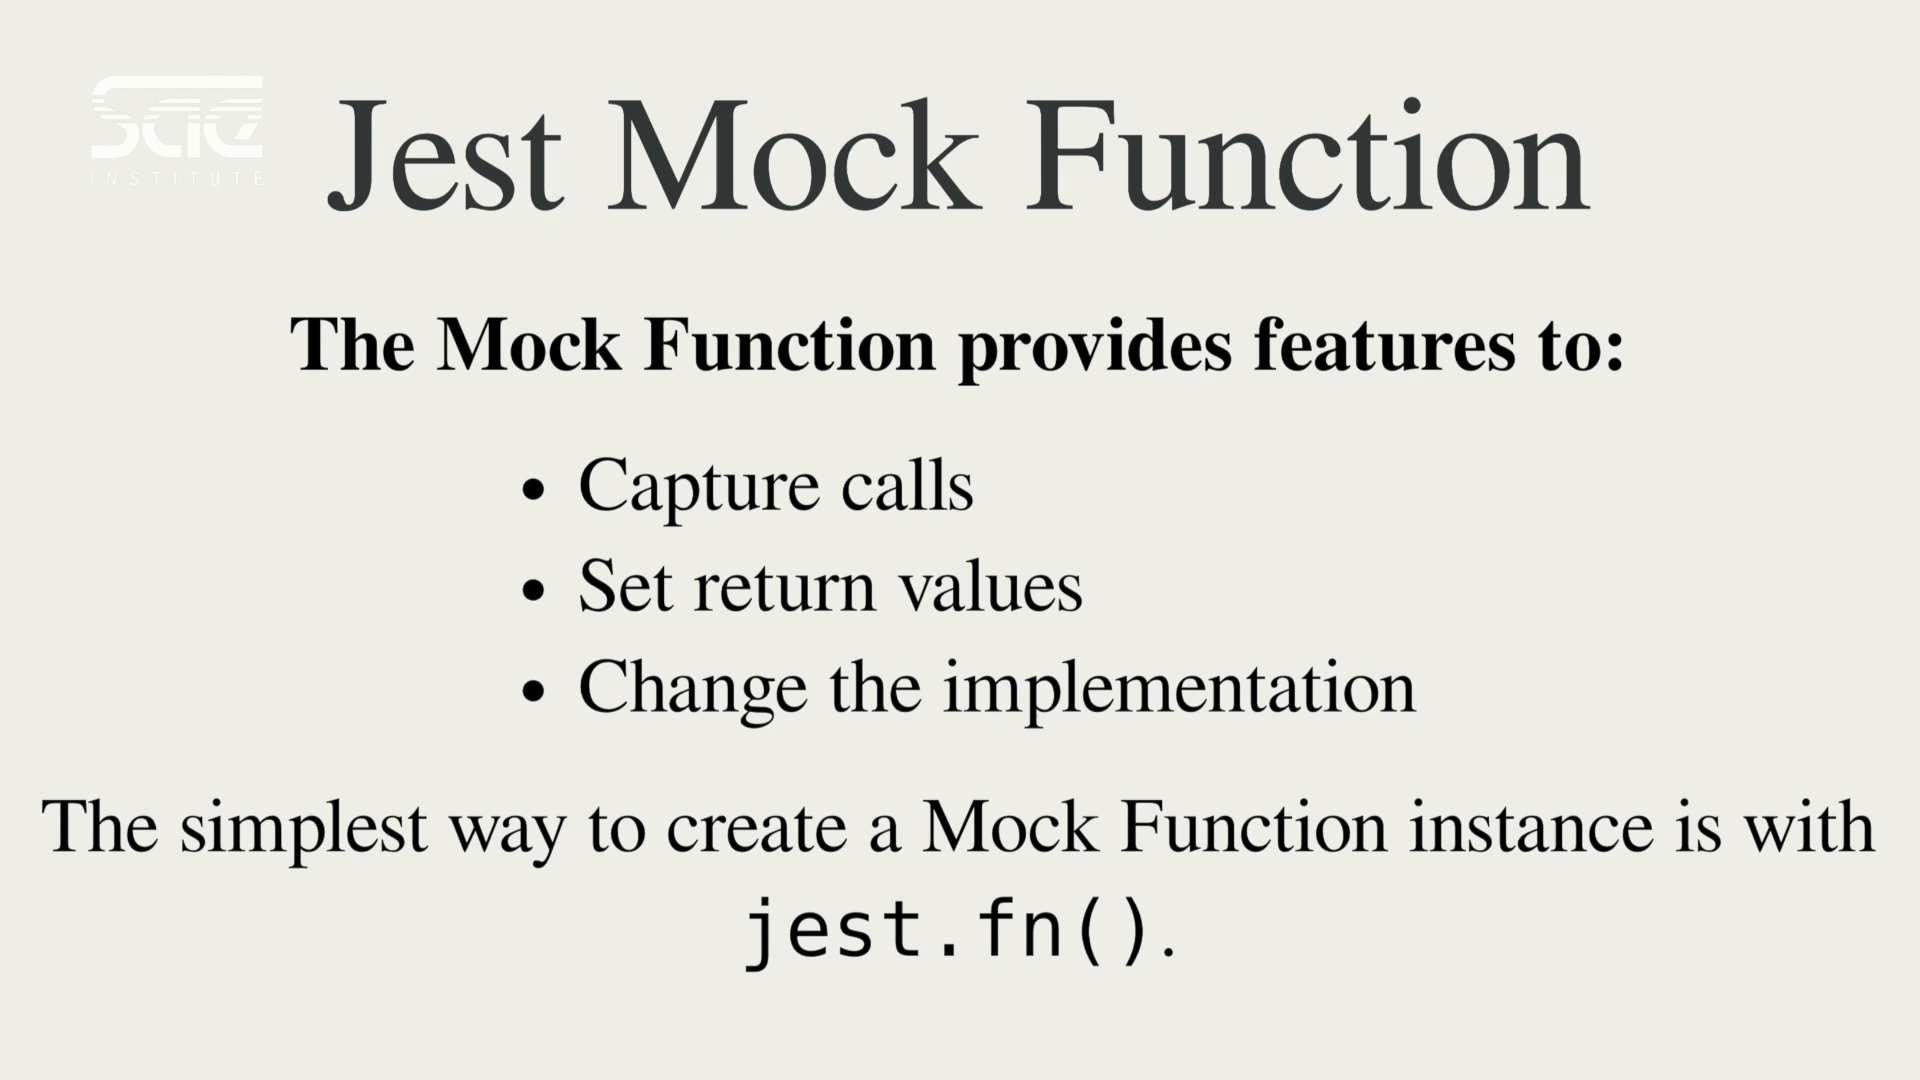 SAE
INSTITUTE
Jest Mock Function
The Mock Function provides features to:
• Capture calls
• Set return values
• Change the implementation
The simplest way to create a Mock Function instance is with
jest.fn().